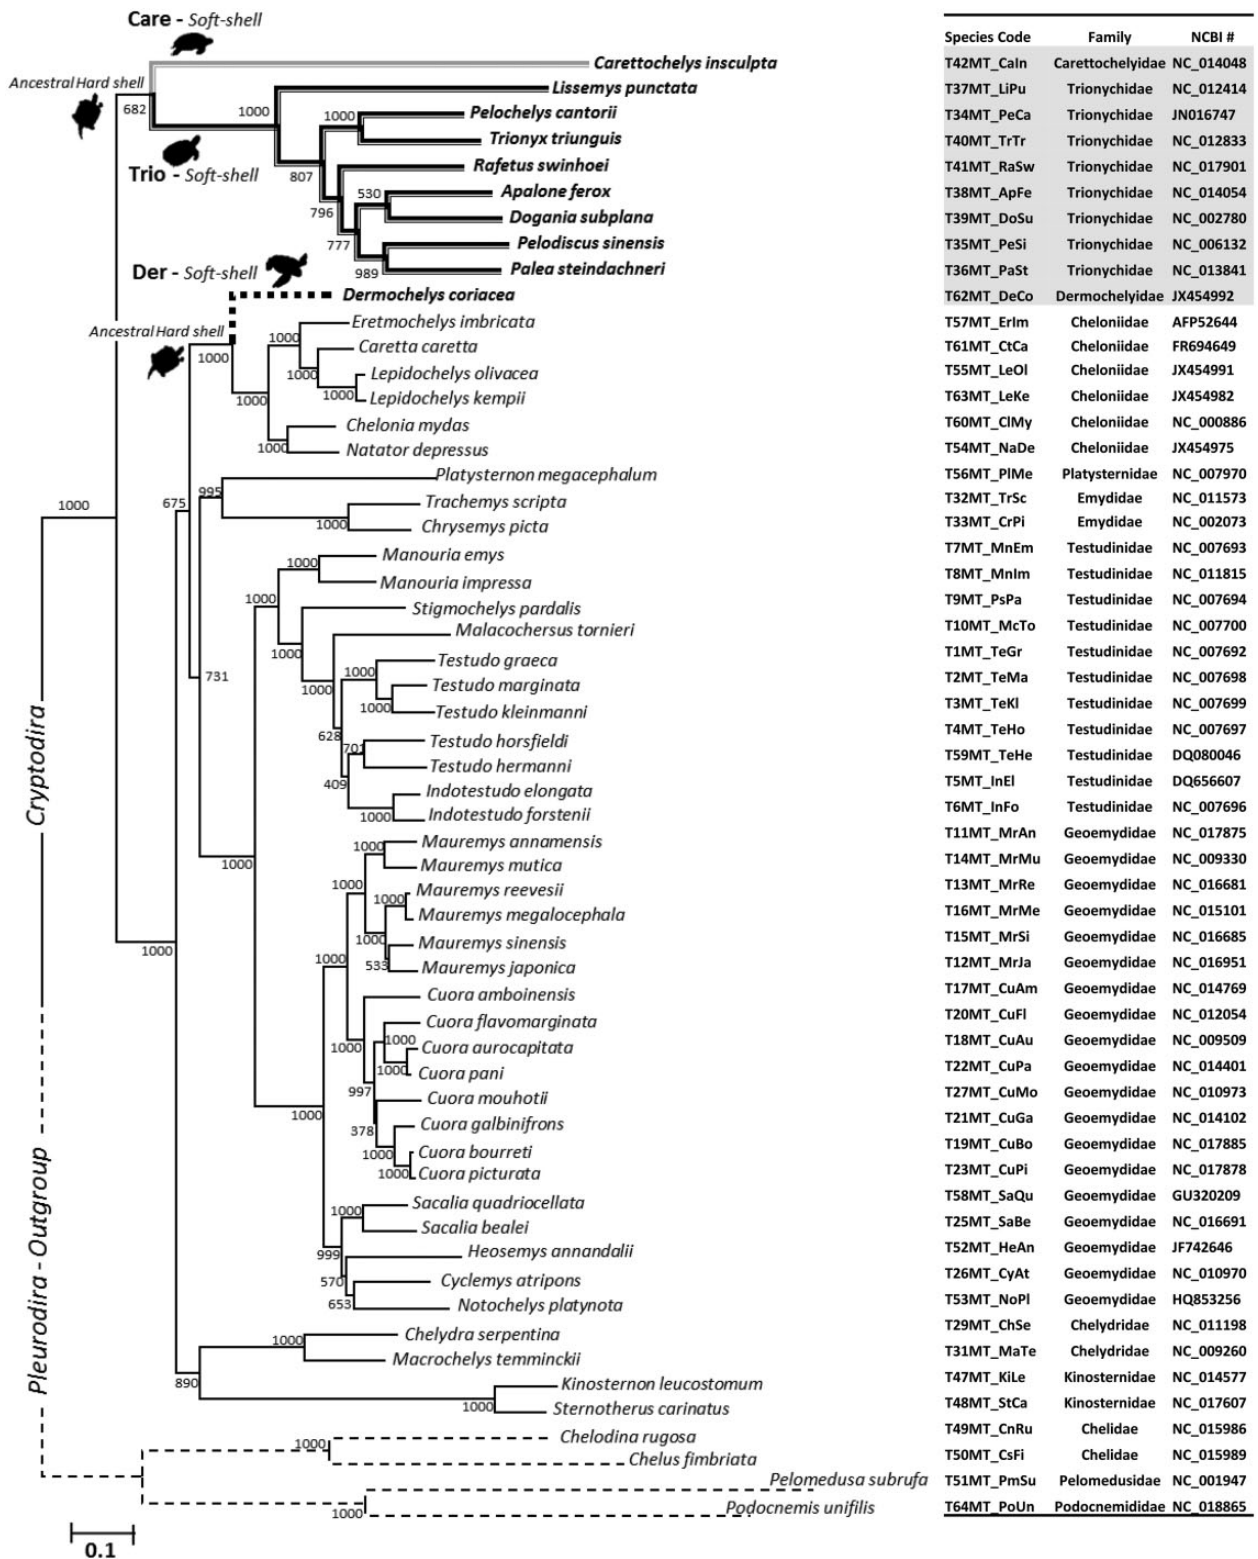 Care - Soft-shell
Ancestral Hard shell
682
1000
1000
Trio - Soft-shell
807
530
796
777
989
Der - Soft-shell
Ancestral Hard shell
1000
1000
1000
1000
1000
1000
995
675
1000
1000
1000
1000
1000
1000
731
1000
1000
628
701
409
1000
1000
1000
1000
1000
1000
533
1000
1000
1000
1000
1000
997
378
1000
1000
1000
1000
999
570
653
1000
890
1000
1000
1000
Cryptodira
Pleurodira - Outgroup
0.1
Carettochelys insculpta
Lissemys punctata
Pelochelys cantorii
Trionyx triunguis
Rafetus swinhoei
Apalone ferox
Dogania subplana
Pelodiscus sinensis
Palea steindachneri
Dermochelys coriacea
Eretmochelys imbricata
Caretta caretta
Lepidochelys olivacea
Lepidochelys kempii
Chelonia mydas
Natator depressus
Platysternon megacephalum
Trachemys scripta
Chrysemys picta
Manouria emys
Manouria impressa
Stigmochelys pardalis
Malacochersus tornieri
Testudo graeca
Testudo marginata
Testudo kleinmanni
Testudo horsfieldi
Testudo hermanni
Indotestudo elongata
Indotestudo forstenii
Mauremys annamensis
Mauremys mutica
Mauremys reevesii
Mauremys megalocephala
Mauremys sinensis
Mauremys japonica
Cuora amboinensis
Cuora flavomarginata
Cuora aurocapitata
Cuora pani
Cuora mouhotii
Cuora galbinifrons
Cuora bourreti
Cuora picturata
Sacalia quadriocellata
Sacalia bealei
Heosemys annandalii
Cyclemys atripons
Notochelys platynota
Chelydra serpentina
Macrochelys temminckii
Kinosternon leucostomum
Sternotherus carinatus
Chelodina rugosa
Chelus fimbriata
Pelomedusa subrufa
Podocnemis unifilis
Species Code Family NCBI #
T42MT_CaIn Carettochelyidae NC_014048
T37MT_LiPu Trionychidae NC_012414
T34MT_PeCa Trionychidae JN016747
T40MT_TrTr Trionychidae NC_012833
T41MT_RaSw Trionychidae NC_017901
T38MT_ApFe Trionychidae NC_014054
T39MT_DoSu Trionychidae NC_002780
T35MT_PeSi Trionychidae NC_006132
T36MT_PaSt Trionychidae NC_013841
T62MT_DeCo Dermochelyidae JX454992
T57MT_ErIm Cheloniidae AFP52644
T61MT_CtCa Cheloniidae FR694649
T55MT_LeOl Cheloniidae JX454991
T63MT_LeKe Cheloniidae JX454982
T60MT_ClMy Cheloniidae NC_000886
T54MT_NaDe Cheloniidae JX454975
T56MT_PlMe Platysternidae NC_007970
T32MT_TrSc Emydidae NC_011573
T33MT_CrPi Emydidae NC_002073
T7MT_MnEm Testudinidae NC_007693
T8MT_MnIm Testudinidae NC_011815
T9MT_PsPa Testudinidae NC_007694
T10MT_McTo Testudinidae NC_007700
T1MT_TeGr Testudinidae NC_007692
T2MT_TeMa Testudinidae NC_007698
T3MT_TeKl Testudinidae NC_007699
T4MT_TeHo Testudinidae NC_007697
T59MT_TeHe Testudinidae DQ080046
T5MT_InEl Testudinidae DQ656607
T6MT_InFo Testudinidae NC_007696
T11MT_MrAn Geoemydidae NC_017875
T14MT_MrMu Geoemydidae NC_009330
T13MT_MrRe Geoemydidae NC_016681
T16MT_MrMe Geoemydidae NC_015101
T15MT_MrSi Geoemydidae NC_016685
T12MT_MrJa Geoemydidae NC_016951
T17MT_CuAm Geoemydidae NC_014769
T20MT_CuFl Geoemydidae NC_012054
T18MT_CuAu Geoemydidae NC_009509
T22MT_CuPa Geoemydidae NC_014401
T27MT_CuMo Geoemydidae NC_010973
T21MT_CuGa Geoemydidae NC_014102
T19MT_CuBo Geoemydidae NC_017885
T23MT_CuPi Geoemydidae NC_017878
T58MT_SaQu Geoemydidae GU320209
T25MT_SaBe Geoemydidae NC_016691
T52MT_HeAn Geoemydidae JF742646
T26MT_CyAt Geoemydidae NC_010970
T53MT_NoPl Geoemydidae HQ853256
T29MT_ChSe Chelydridae NC_011198
T31MT_MaTe Chelydridae NC_009260
T47MT_KiLe Kinosternidae NC_014577
T48MT_StCa Kinosternidae NC_017607
T49MT_CnRu Chelidae NC_015986
T50MT_CsFi Chelidae NC_015989
T51MT_PmSu Pelomedusidae NC_001947
T64MT_PoUn Podocnemididae NC_018865